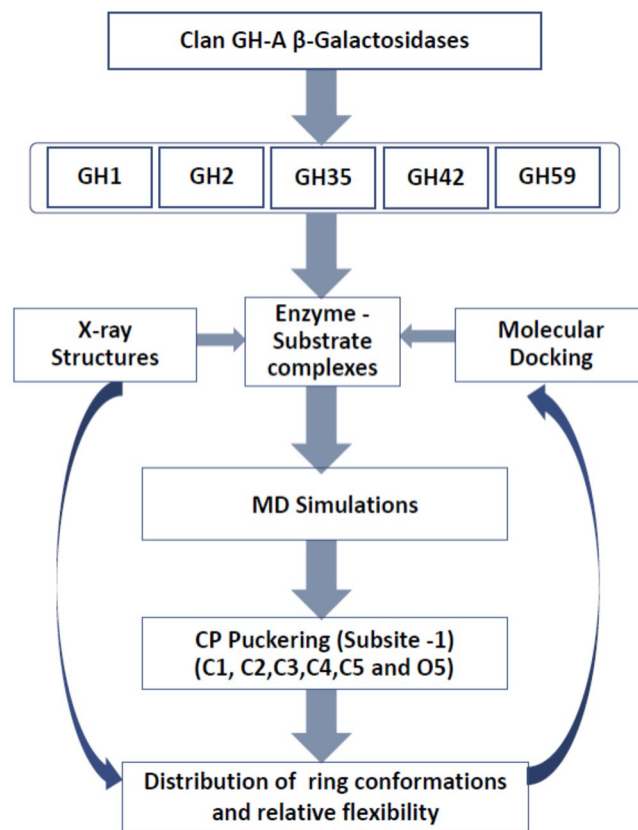 Clan GH-A β-Galactosidases
GH1
GH2
GH35
GH42
GH59
X-ray
Structures
Enzyme -
Substrate
complexes
Molecular
Docking
MD Simulations
CP Puckering (Subsite -1)
(C1, C2,C3,C4,C5 and O5)
Distribution of ring conformations
and relative flexibility